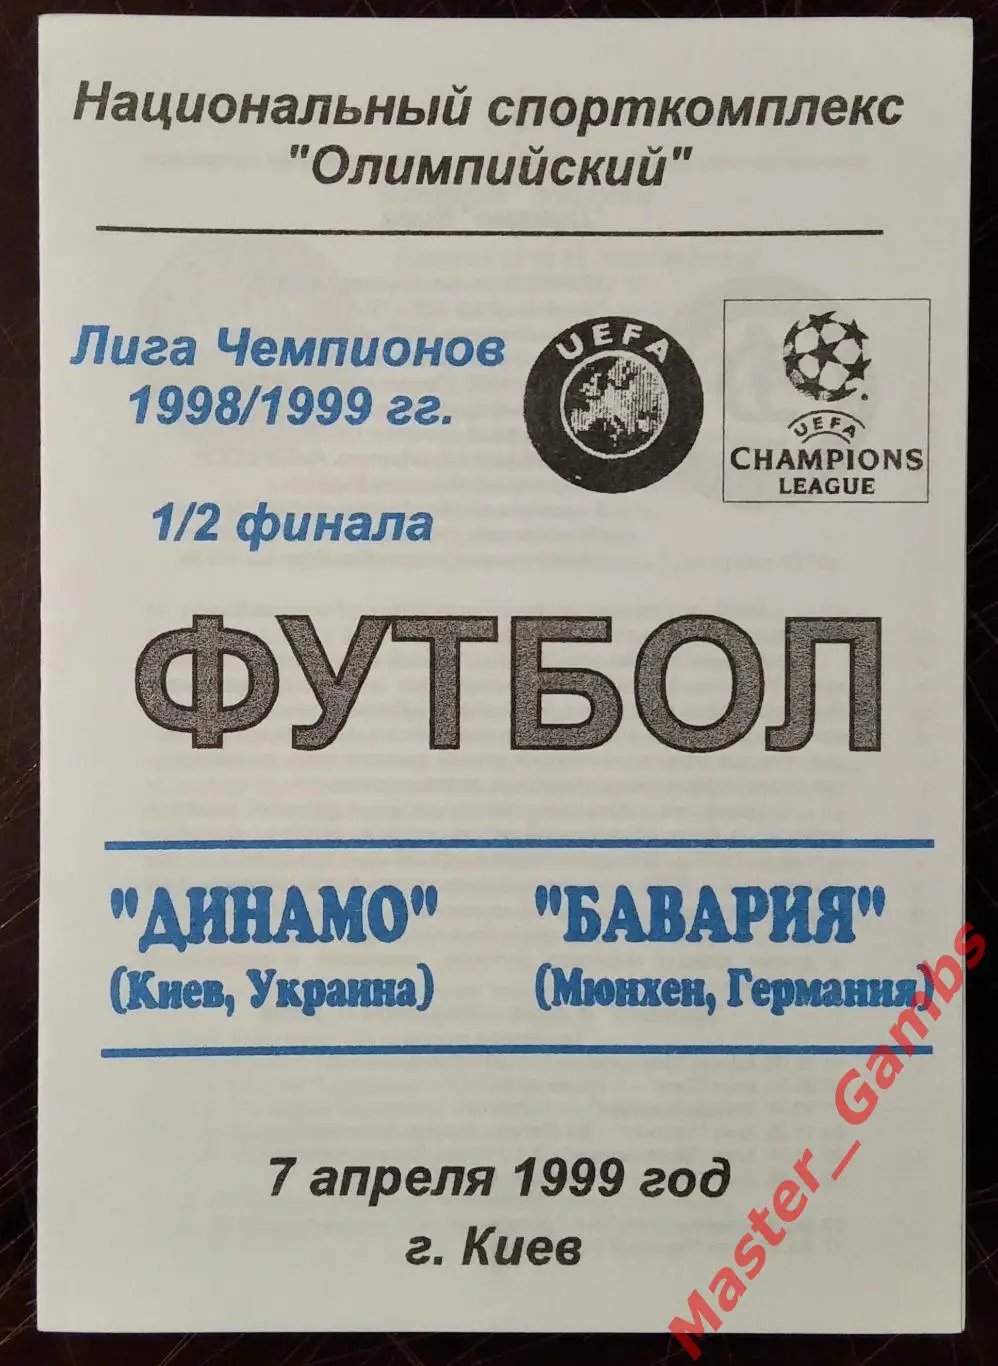 Национальный спорткомплекс
"Олимпийский"
Лига Чемпионов
1998/1999 гг.
1/2 финала
UEFA
UEFA
CHAMPIONS
LEAGUE
ФУТБОЛ
"ДИНАМО"
(Киев, Украина)
"БАВАРИЯ"
(Мюнхен, Германия)
7 апреля 1999 год
г. Киев
Master_Gambs